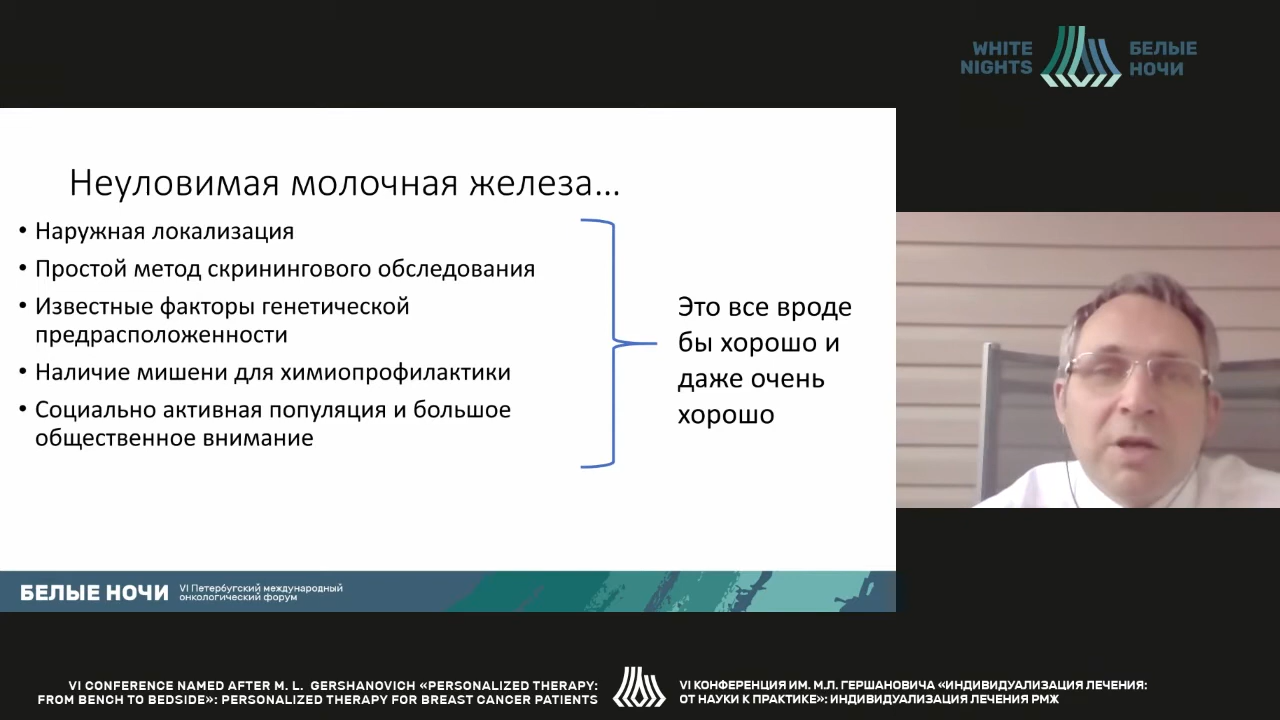 WHITE
NIGHTS
БЕЛЫЕ
НОЧИ
Неуловимая молочная железа…
• Наружная локализация
• Простой метод скринингового обследования
• Известные факторы генетической
предрасположенности
• Наличие мишени для химиопрофилактики
• Социально активная популяция и большое
общественное внимание
Это все вроде
бы хорошо и
даже очень
хорошо
БЕЛЫЕ НОЧИ
VI Петербургский международный
онкологический форум
VI CONFERENCE NAMED AFTER M. L. GERSHANOVICH «PERSONALIZED THERAPY:
FROM BENCH TO BEDSIDE»: PERSONALIZED THERAPY FOR BREAST CANCER PATIENTS
VI КОНФЕРЕНЦИЯ ИМ. М.Л. ГЕРШАНОВИЧА «ИНДИВИДУАЛИЗАЦИЯ ЛЕЧЕНИЯ:
ОТ НАУКИ К ПРАКТИКЕ»: ИНДИВИДУАЛИЗАЦИЯ ЛЕЧЕНИЯ РМЖ